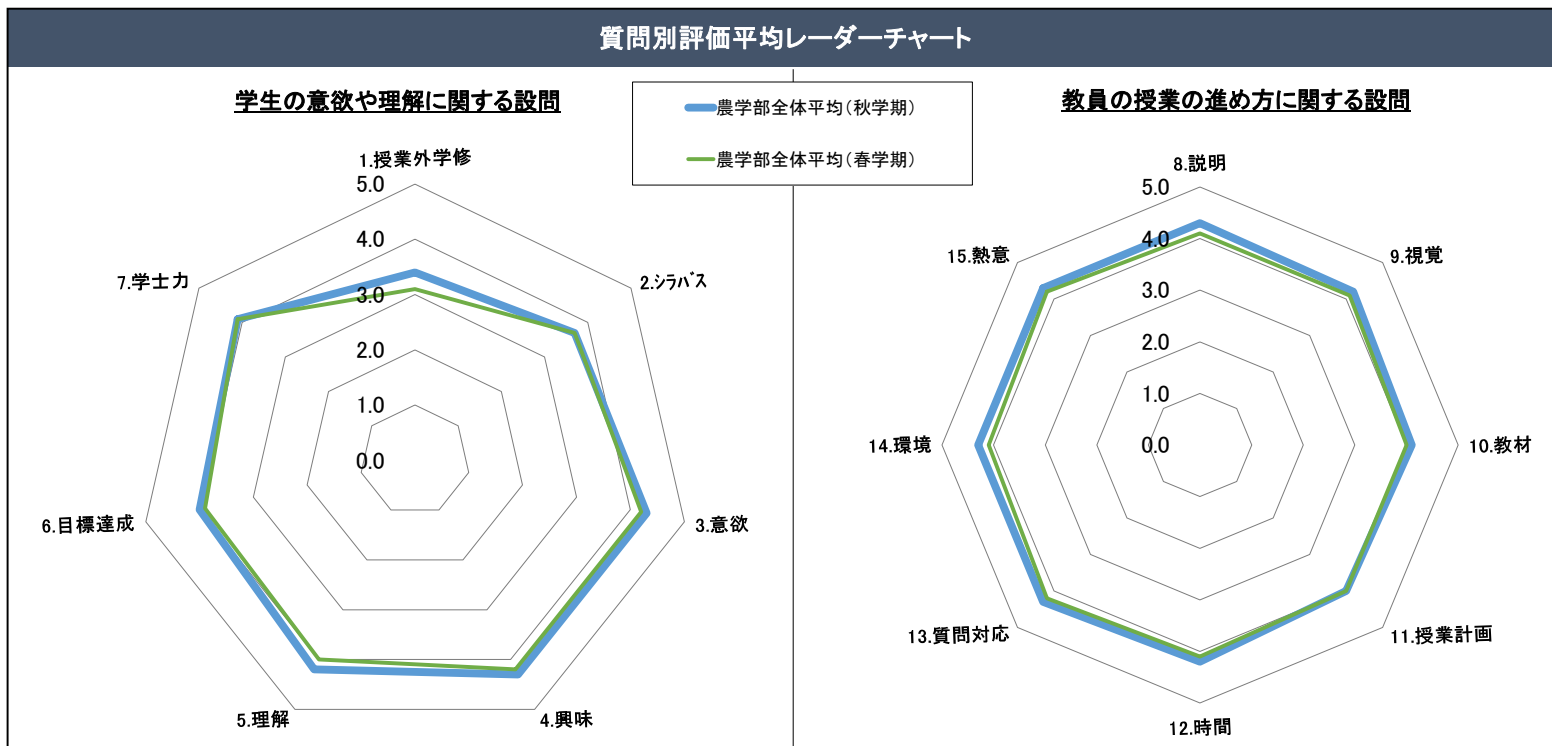 質問別評価平均レーダーチャート
学生の意欲や理解に関する設問
農学部全体平均(秋学期)
農学部全体平均(春学期)
教員の授業の進め方に関する設問
1.授業外学修
5.0
4.0
3.0
2.0
1.0
0.0
2.ｼﾗﾊﾞｽ
3.意欲
4.興味
5.理解
6.目標達成
7.学士力
8.説明
5.0
4.0
3.0
2.0
1.0
0.0
9.視覚
10.教材
11.授業計画
12.時間
13.質問対応
14.環境
15.熱意